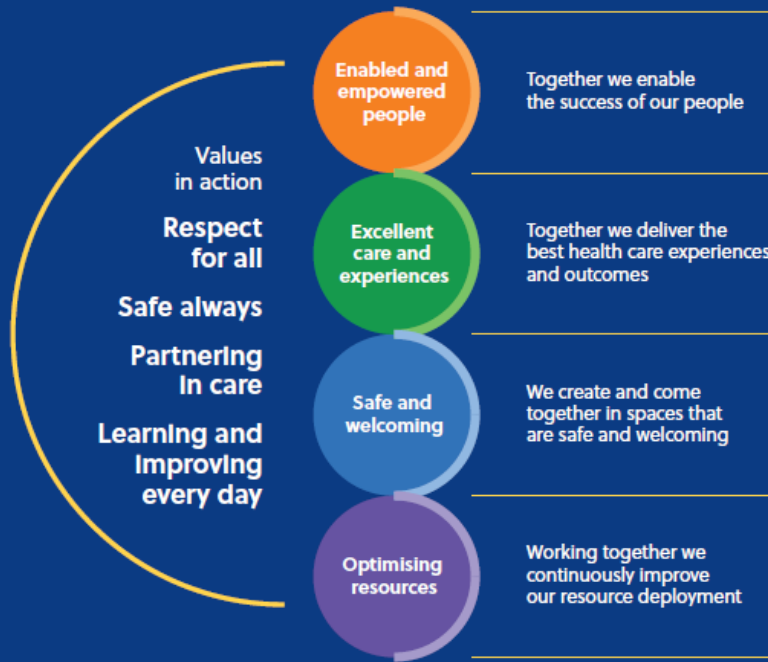 Values
in action
Respect
for all
Safe always
Partnering
in care
Learning and
improving
every day
Enabled and
empowered
people
Together we enable
the success of our people
Excellent
care and
experiences
Together we deliver the
best health care experiences
and outcomes
Safe and
welcoming
We create and come
together in spaces that
are safe and welcoming
Optimising
resources
Working together we
continuously improve
our resource deployment